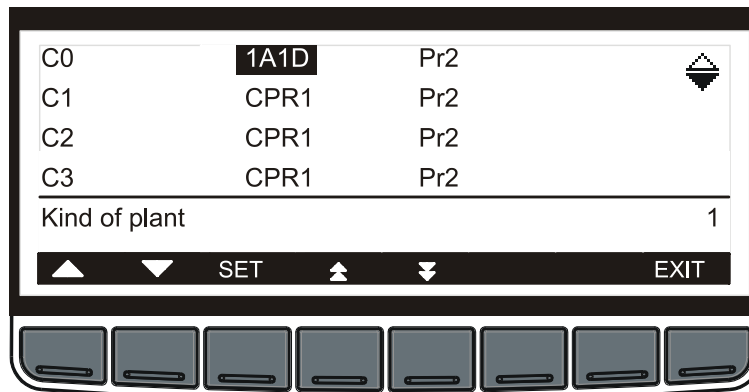 C0 1A1D Pr2
C1 CPR1 Pr2
C2 CPR1 Pr2
C3 CPR1 Pr2
Kind of plant 1
SET EXIT